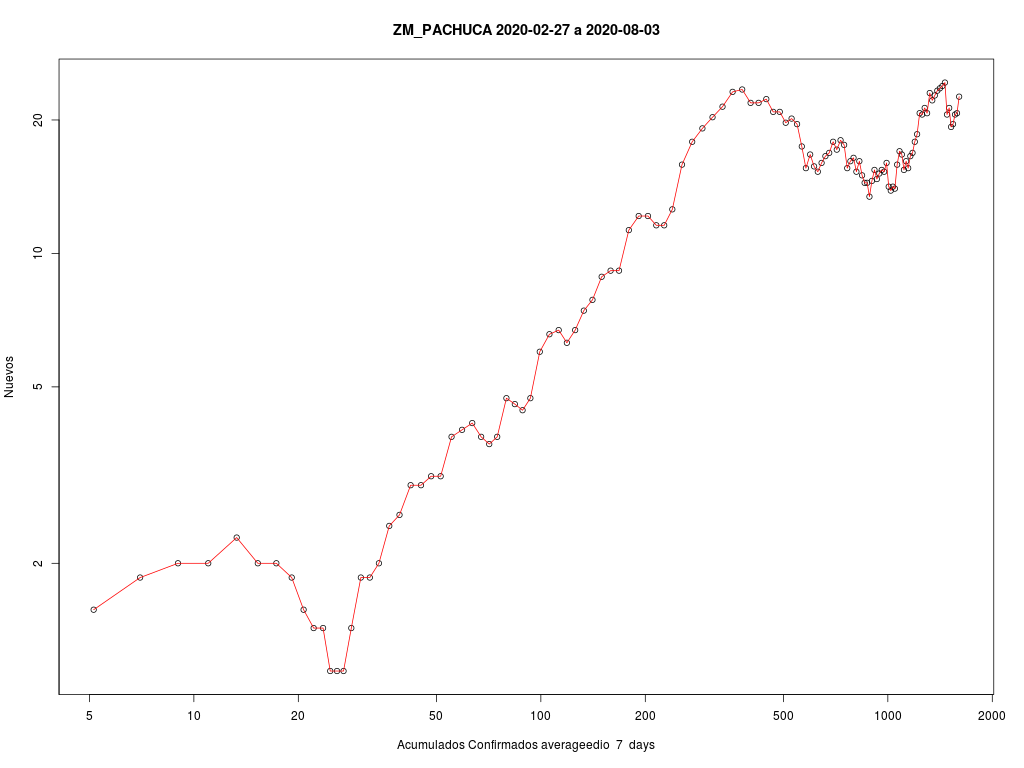 ZM_PACHUCA 2020-02-27 a 2020-08-03
Nuevos
20
10
5
2
5 10 20 50 100 200 500 1000 2000
Acumulados Confirmados averageedio 7 days